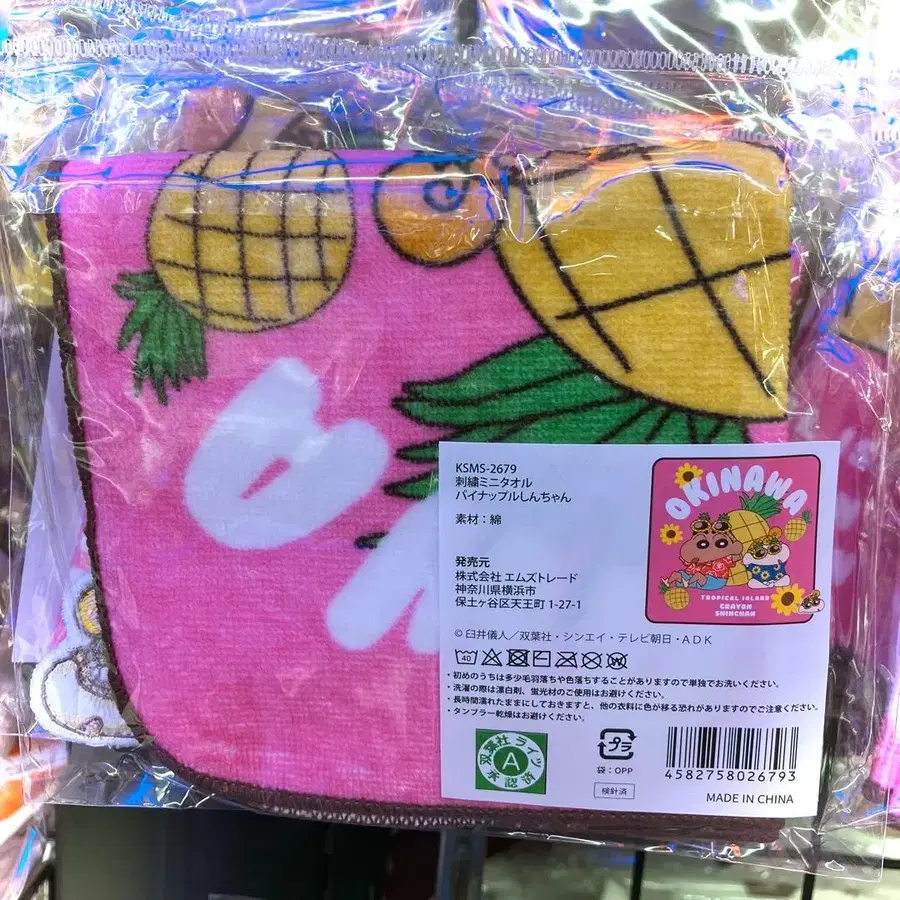 KSMS-2679
刺繍ミニタオル
パイナップルしんちゃん
素材：綿
発売元
株式会社 エムズトレード
神奈川県横浜市
保土ヶ谷区天王町 1-27-1
©臼井儀人／双葉社・シンエイ・テレビ朝日・ADK
40
・初めのうちは多少毛羽落ちや色落ちすることがありますので単独でお洗いください。
・洗濯の際は漂白剤、蛍光材のご使用はお避けください。
・長時間濡れたままにしておきますと、他の衣料に色が移る恐れがありますのでご注意ください。
・タンブラー乾燥はお避けください。
双葉社ライツ
A
承認済
プラ
袋：OPP
検針済
4582758026793
MADE IN CHINA
OKINAWA
TROPICAL ISLAND
CRAYON
SHINCHAN